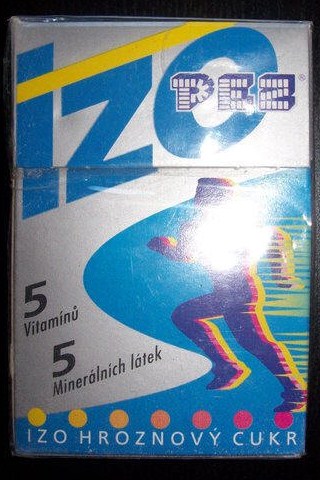 izo
PEZ®
5
Vitamínů
5
Minerálních látek
IZO HROZNOVÝ CUKR